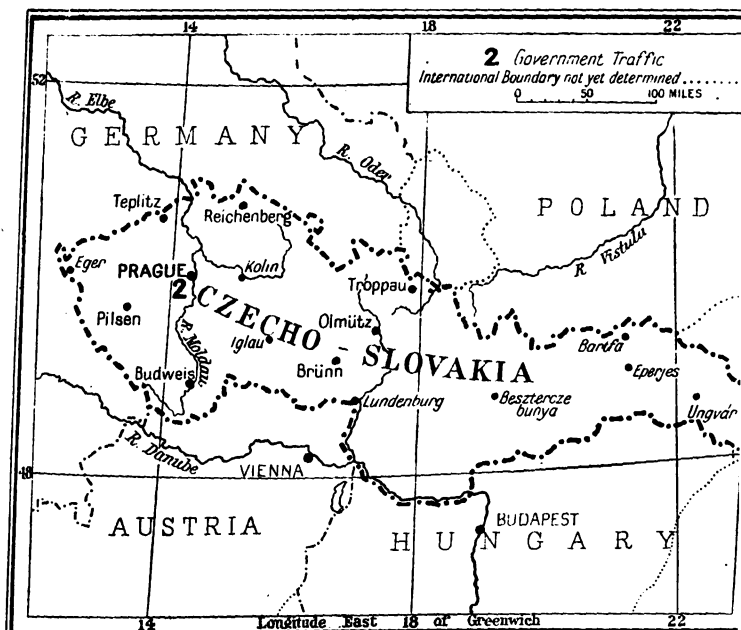 14 18 22
2 Government Traffic
International Boundary not yet determined ........
0 50 100 MILES
52
R. Elbe
GERMANY
R. Oder
Teplitz
Reichenberg
POLAND
R Vistula
Eger
PRAGUE
Kolin
Troppau
2
CZECHO-SLOVAKIA
Pilsen
R. Moldau
Iglau
Olmütz
Brünn
Bartfa
Eperjes
Budweis
Lundenburg
Besztercze
bunya
Ungvár
R. Danube
48
VIENNA
AUSTRIA
BUDAPEST
HUNGARY
14 18 22
Longitude East of Greenwich